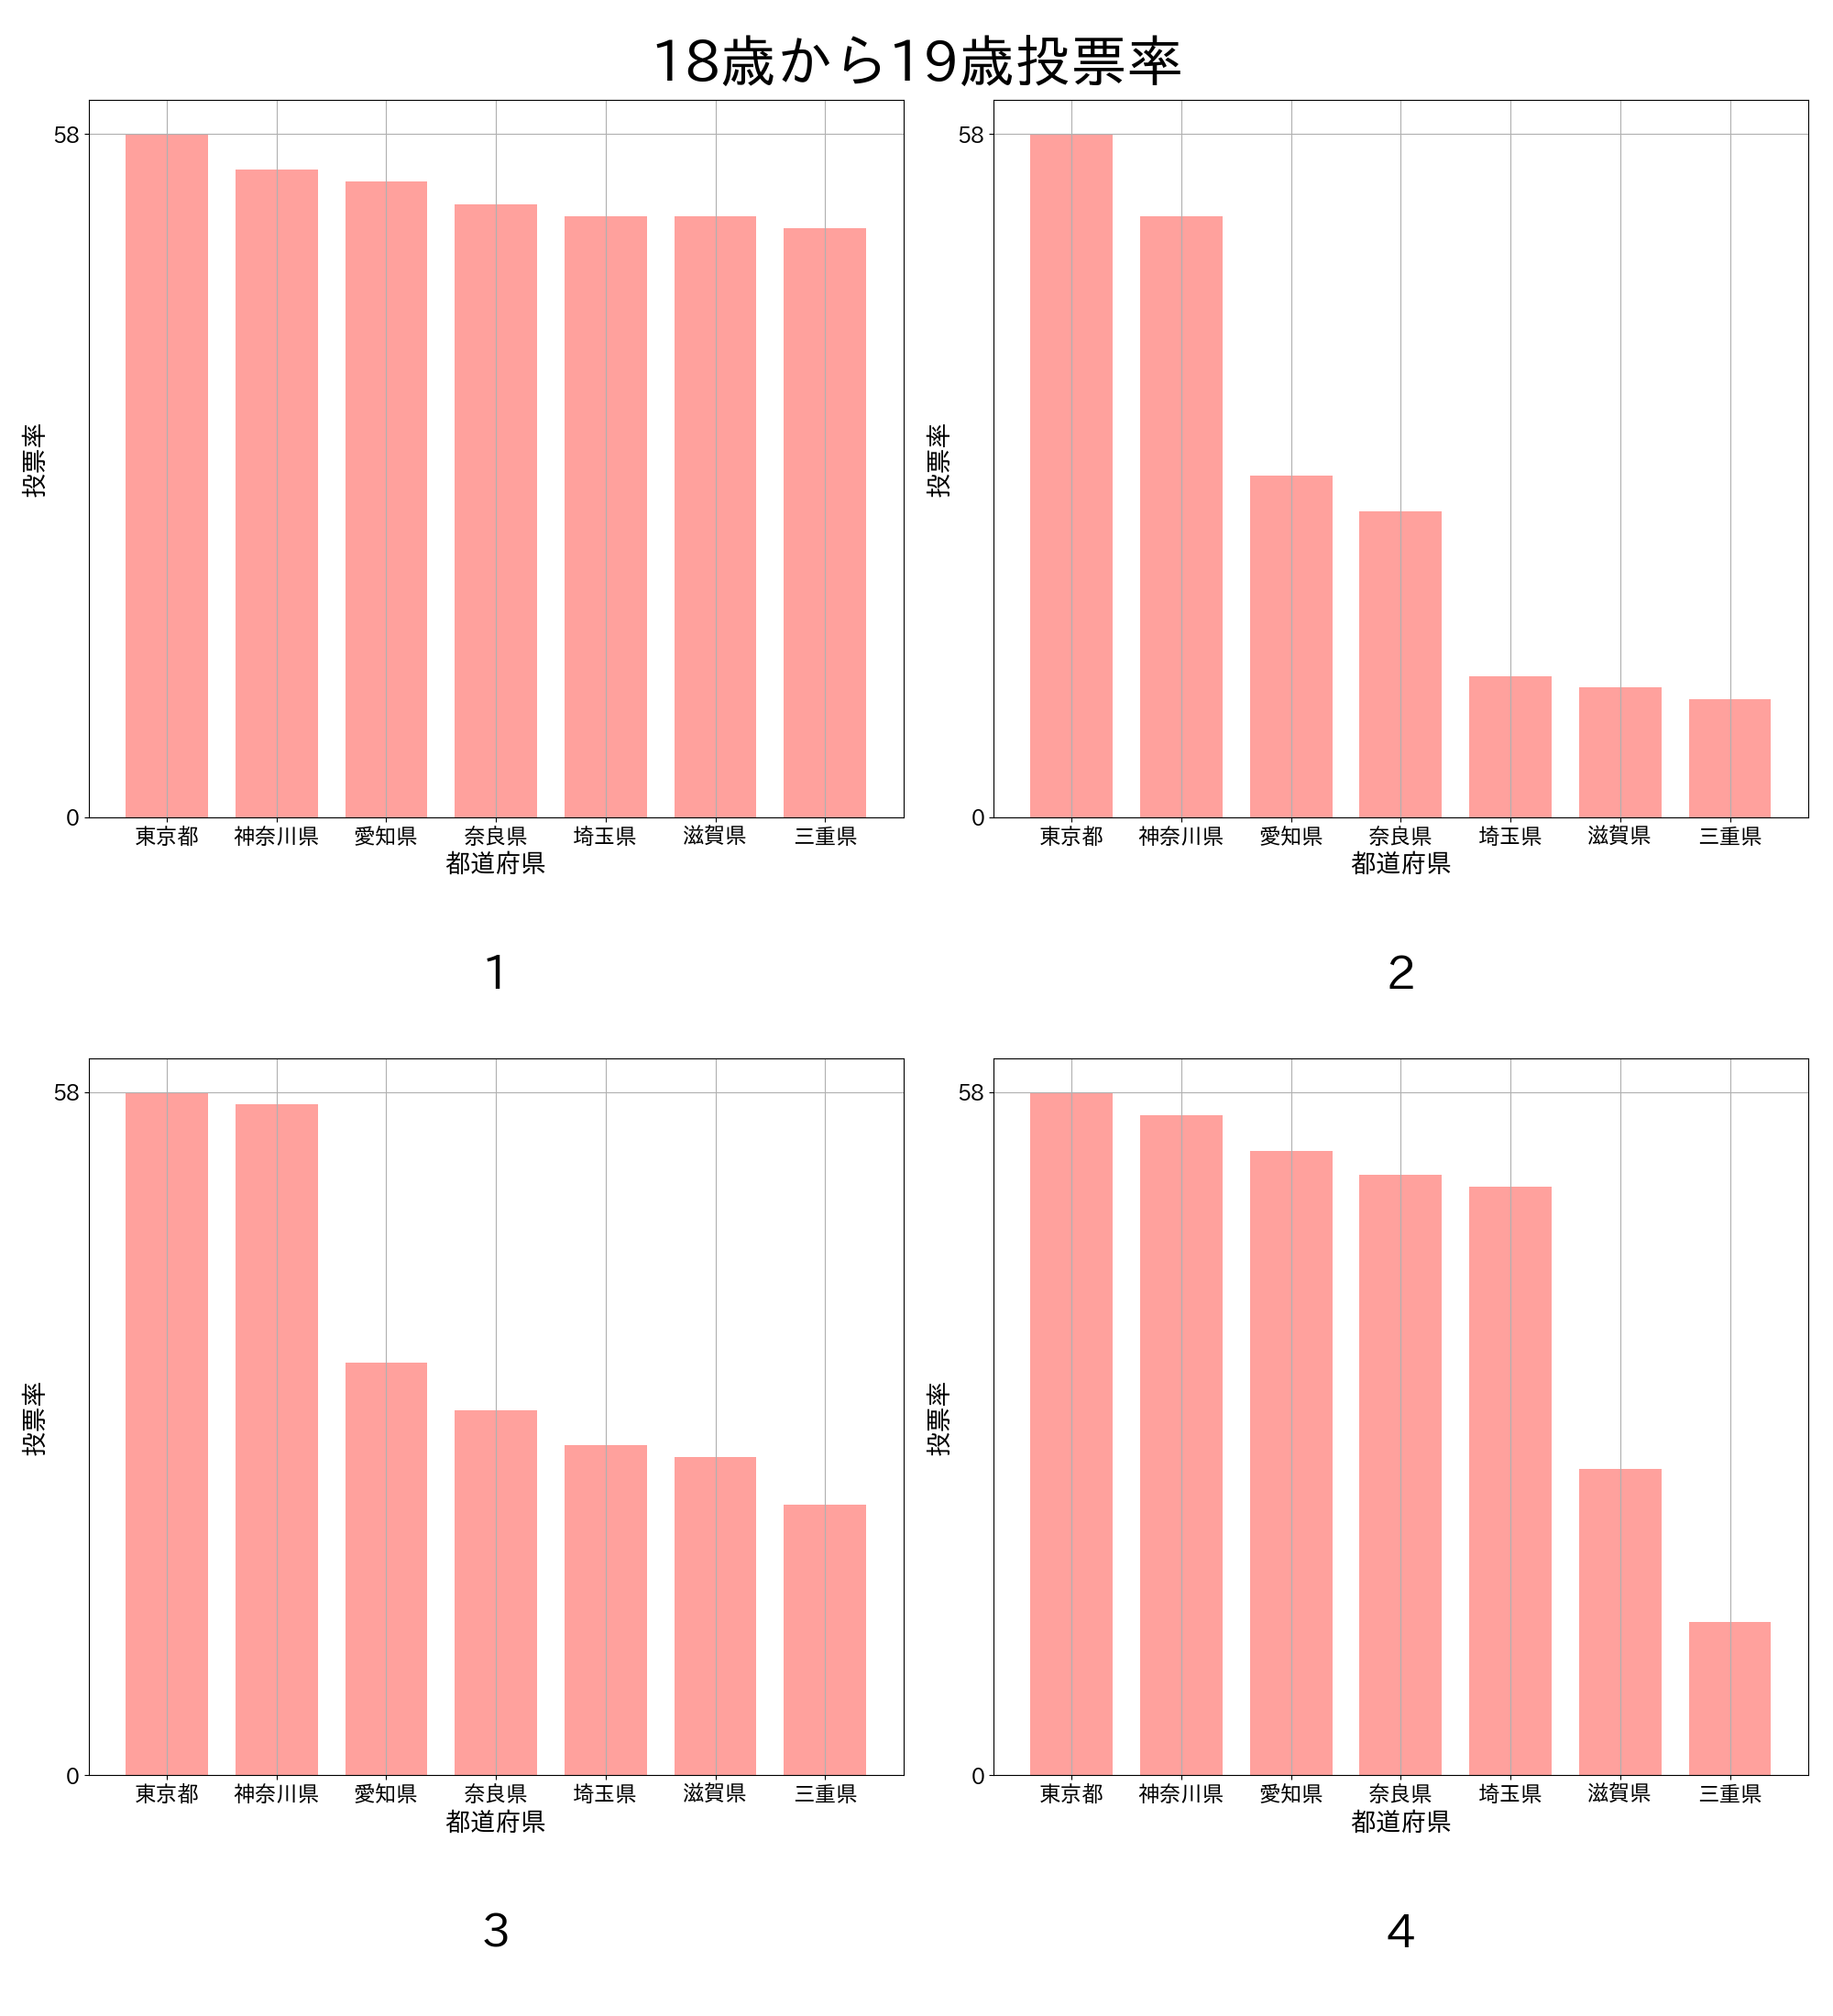 18歳から19歳投票率
58
0
投票率
東京都 神奈川県 愛知県 奈良県 埼玉県 滋賀県 三重県
都道府県
1
58
0
投票率
東京都 神奈川県 愛知県 奈良県 埼玉県 滋賀県 三重県
都道府県
2
58
0
投票率
東京都 神奈川県 愛知県 奈良県 埼玉県 滋賀県 三重県
都道府県
3
58
0
投票率
東京都 神奈川県 愛知県 奈良県 埼玉県 滋賀県 三重県
都道府県
4